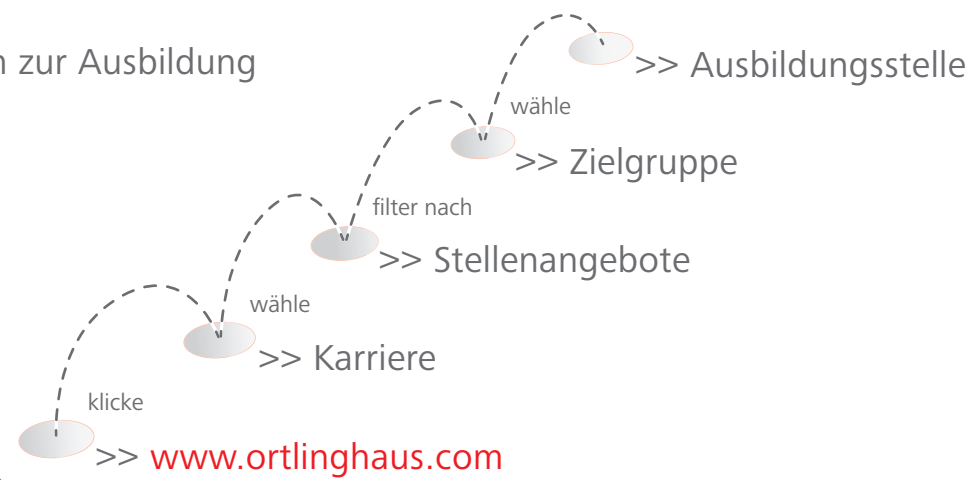 zur Ausbildung
>> Ausbildungsstelle
wähle
>> Zielgruppe
filter nach
>> Stellenangebote
wähle
>> Karriere
klicke
>> www.ortlinghaus.com